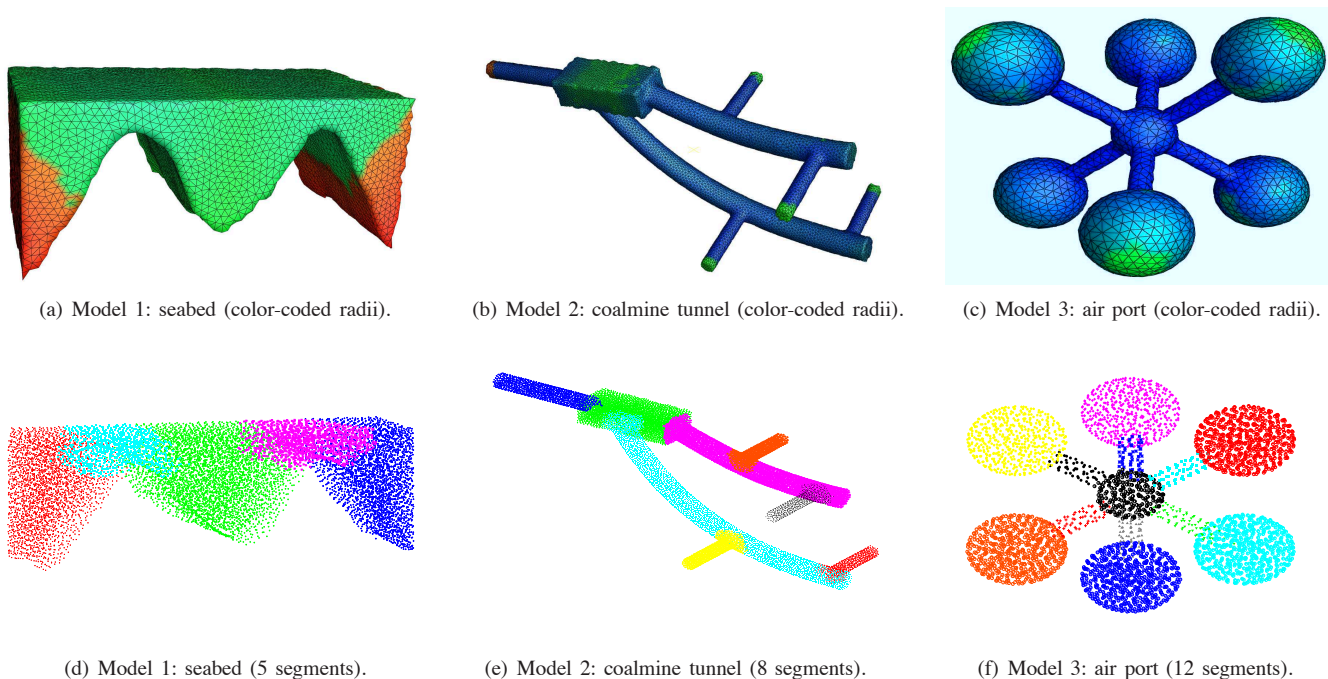 (a) Model 1: seabed (color-coded radii).
(b) Model 2: coalmine tunnel (color-coded radii).
(c) Model 3: air port (color-coded radii).
(d) Model 1: seabed (5 segments).
(e) Model 2: coalmine tunnel (8 segments).
(f) Model 3: air port (12 segments).